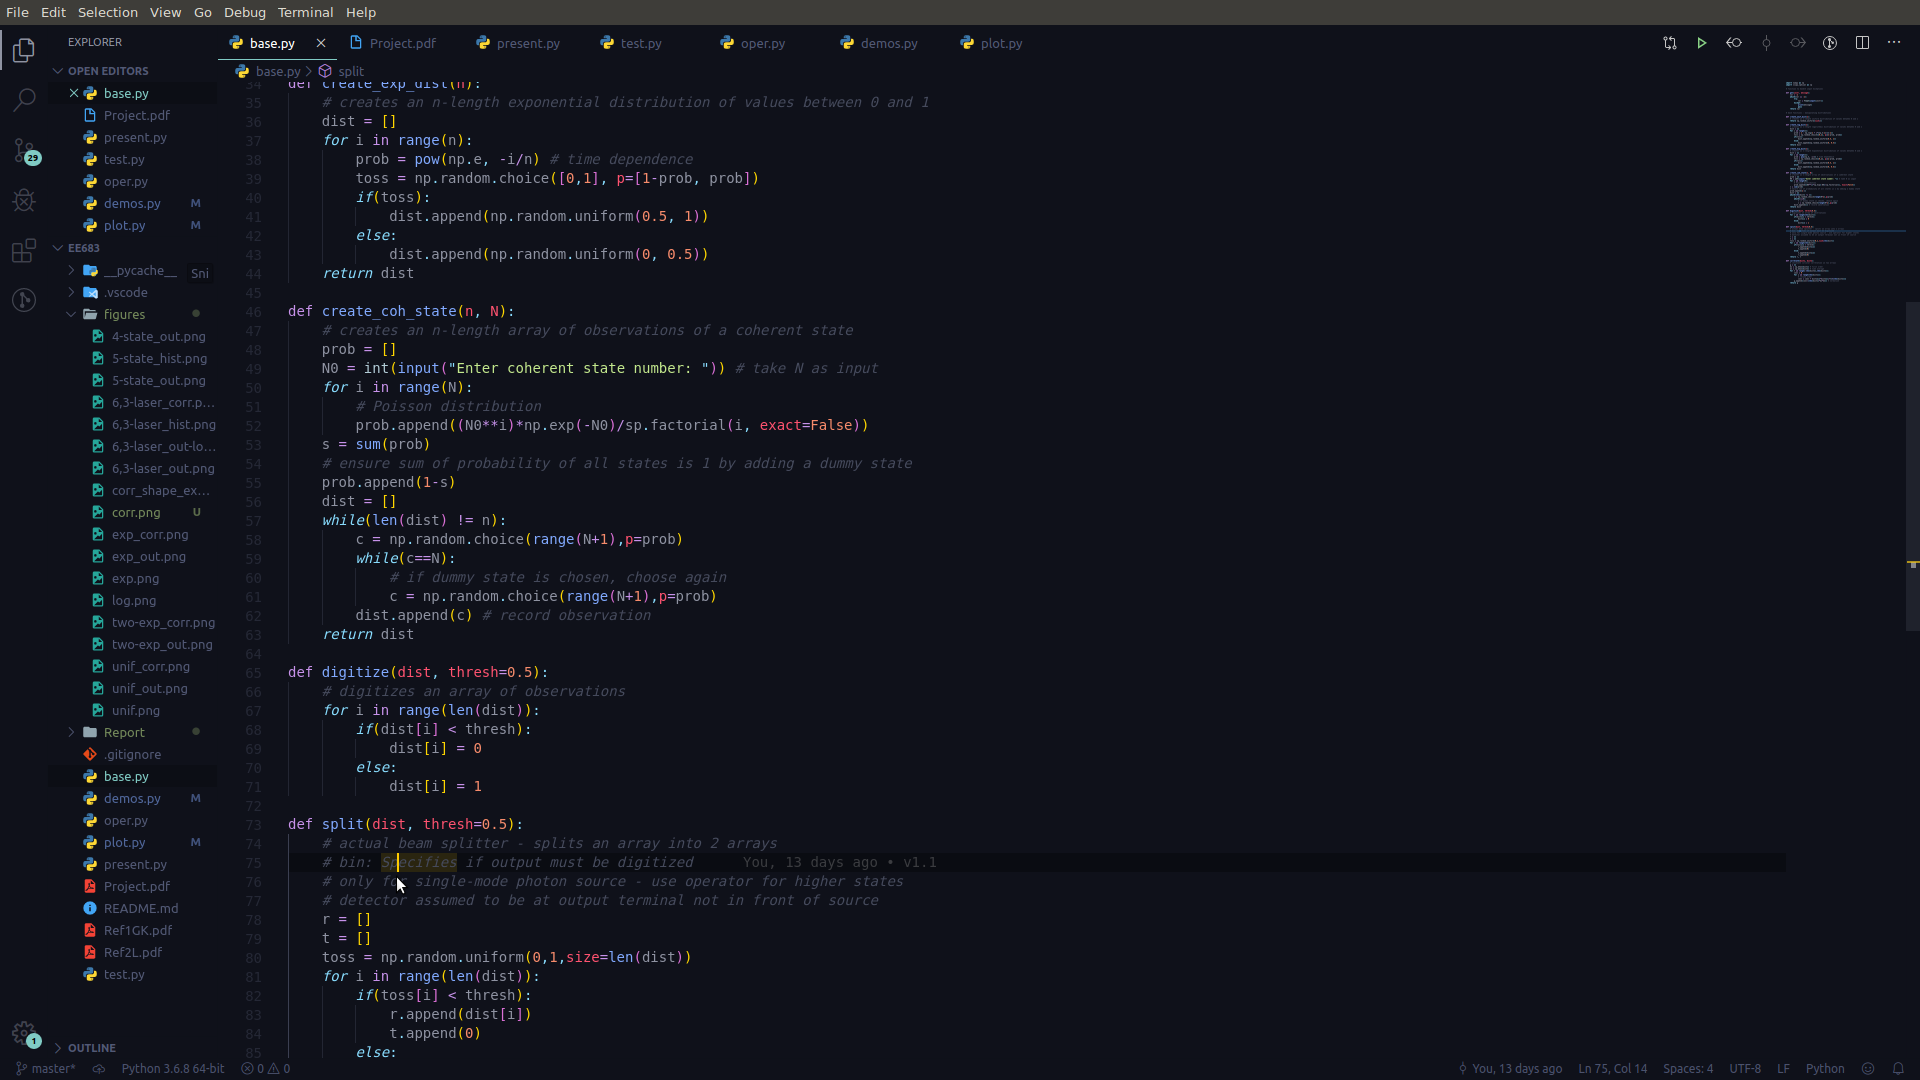 File Edit Selection View Go Debug Terminal Help
EXPLORER
OPEN EDITORS
base.py
Project.pdf
present.py
test.py
oper.py
demos.py M
plot.py M
EE683
__pycache__
Sni
.vscode
figures
4-state_out.png
5-state_hist.png
5-state_out.png
6,3-laser_corr.p...
6,3-laser_hist.png
6,3-laser_out-lo...
6,3-laser_out.png
corr_shape_ex...
corr.png U
exp_corr.png
exp_out.png
exp.png
log.png
two-exp_corr.png
two-exp_out.png
unif_corr.png
unif_out.png
unif.png
Report
.gitignore
base.py
demos.py M
oper.py
plot.py M
present.py
Project.pdf
README.md
Ref1GK.pdf
Ref2L.pdf
test.py
OUTLINE
29
1
base.py Project.pdf present.py test.py oper.py demos.py plot.py
base.py > split
34 def create_exp_dist(n):
35 # creates an n-length exponential distribution of values between 0 and 1
36 dist = []
37 for i in range(n):
38 prob = pow(np.e, -i/n) # time dependence
39 toss = np.random.choice([0,1], p=[1-prob, prob])
40 if(toss):
41 dist.append(np.random.uniform(0.5, 1))
42 else:
43 dist.append(np.random.uniform(0, 0.5))
44 return dist
45
46 def create_coh_state(n, N):
47 # creates an n-length array of observations of a coherent state
48 prob = []
49 N0 = int(input("Enter coherent state number: ")) # take N as input
50 for i in range(N):
51 # Poisson distribution
52 prob.append((N0**i)*np.exp(-N0)/sp.factorial(i, exact=False))
53 s = sum(prob)
54 # ensure sum of probability of all states is 1 by adding a dummy state
55 prob.append(1-s)
56 dist = []
57 while(len(dist) != n):
58 c = np.random.choice(range(N+1),p=prob)
59 while(c==N):
60 # if dummy state is chosen, choose again
61 c = np.random.choice(range(N+1),p=prob)
62 dist.append(c) # record observation
63 return dist
64
65 def digitize(dist, thresh=0.5):
66 # digitizes an array of observations
67 for i in range(len(dist)):
68 if(dist[i] < thresh):
69 dist[i] = 0
70 else:
71 dist[i] = 1
72
73 def split(dist, thresh=0.5):
74 # actual beam splitter - splits an array into 2 arrays
75 # bin: Specifies if output must be digitized You, 13 days ago • v1.1
76 # only for single-mode photon source - use operator for higher states
77 # detector assumed to be at output terminal not in front of source
78 r = []
79 t = []
80 toss = np.random.uniform(0,1,size=len(dist))
81 for i in range(len(dist)):
82 if(toss[i] < thresh):
83 r.append(dist[i])
84 t.append(0)
85 else:
master* Python 3.6.8 64-bit 0 0 You, 13 days ago Ln 75, Col 14 Spaces: 4 UTF-8 LF Python